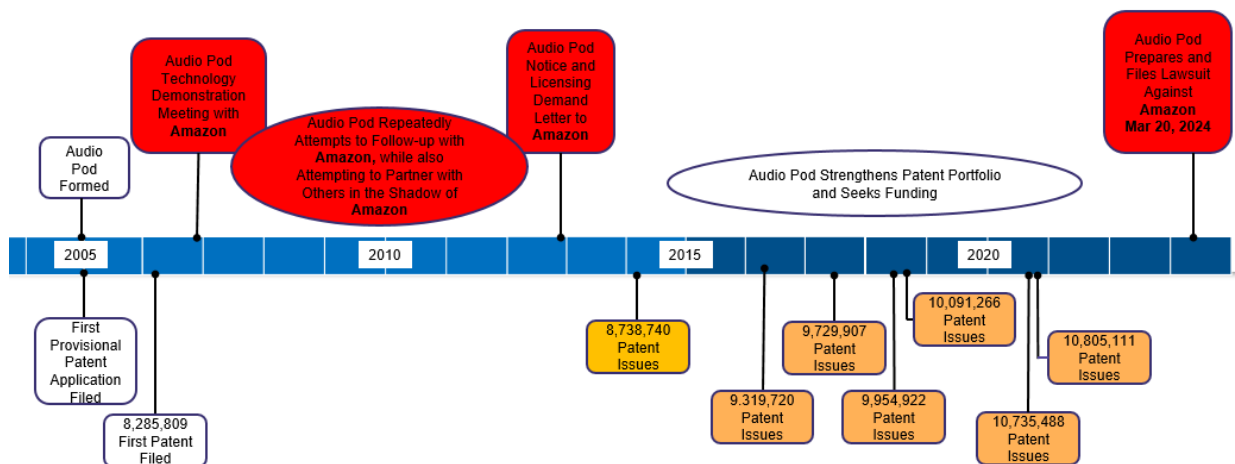 Audio Pod
Technology
Demonstration
Meeting with
Amazon
Audio Pod
Notice and
Licensing
Demand
Letter to
Amazon
Audio Pod
Prepares and
Files Lawsuit
Against
Amazon
Mar 20, 2024
Audio
Pod
Formed
Audio Pod Repeatedly
Attempts to Follow-up with
Amazon, while also
Attempting to Partner with
Others in the Shadow of
Amazon
Audio Pod Strengthens Patent Portfolio
and Seeks Funding
2005
2010
2015
2020
First
Provisional
Patent
Application
Filed
8,285,809
First Patent
Filed
8,738,740
Patent
Issues
9.319,720
Patent
Issues
9,729,907
Patent
Issues
9,954,922
Patent
Issues
10,091,266
Patent
Issues
10,735,488
Patent
Issues
10,805,111
Patent
Issues